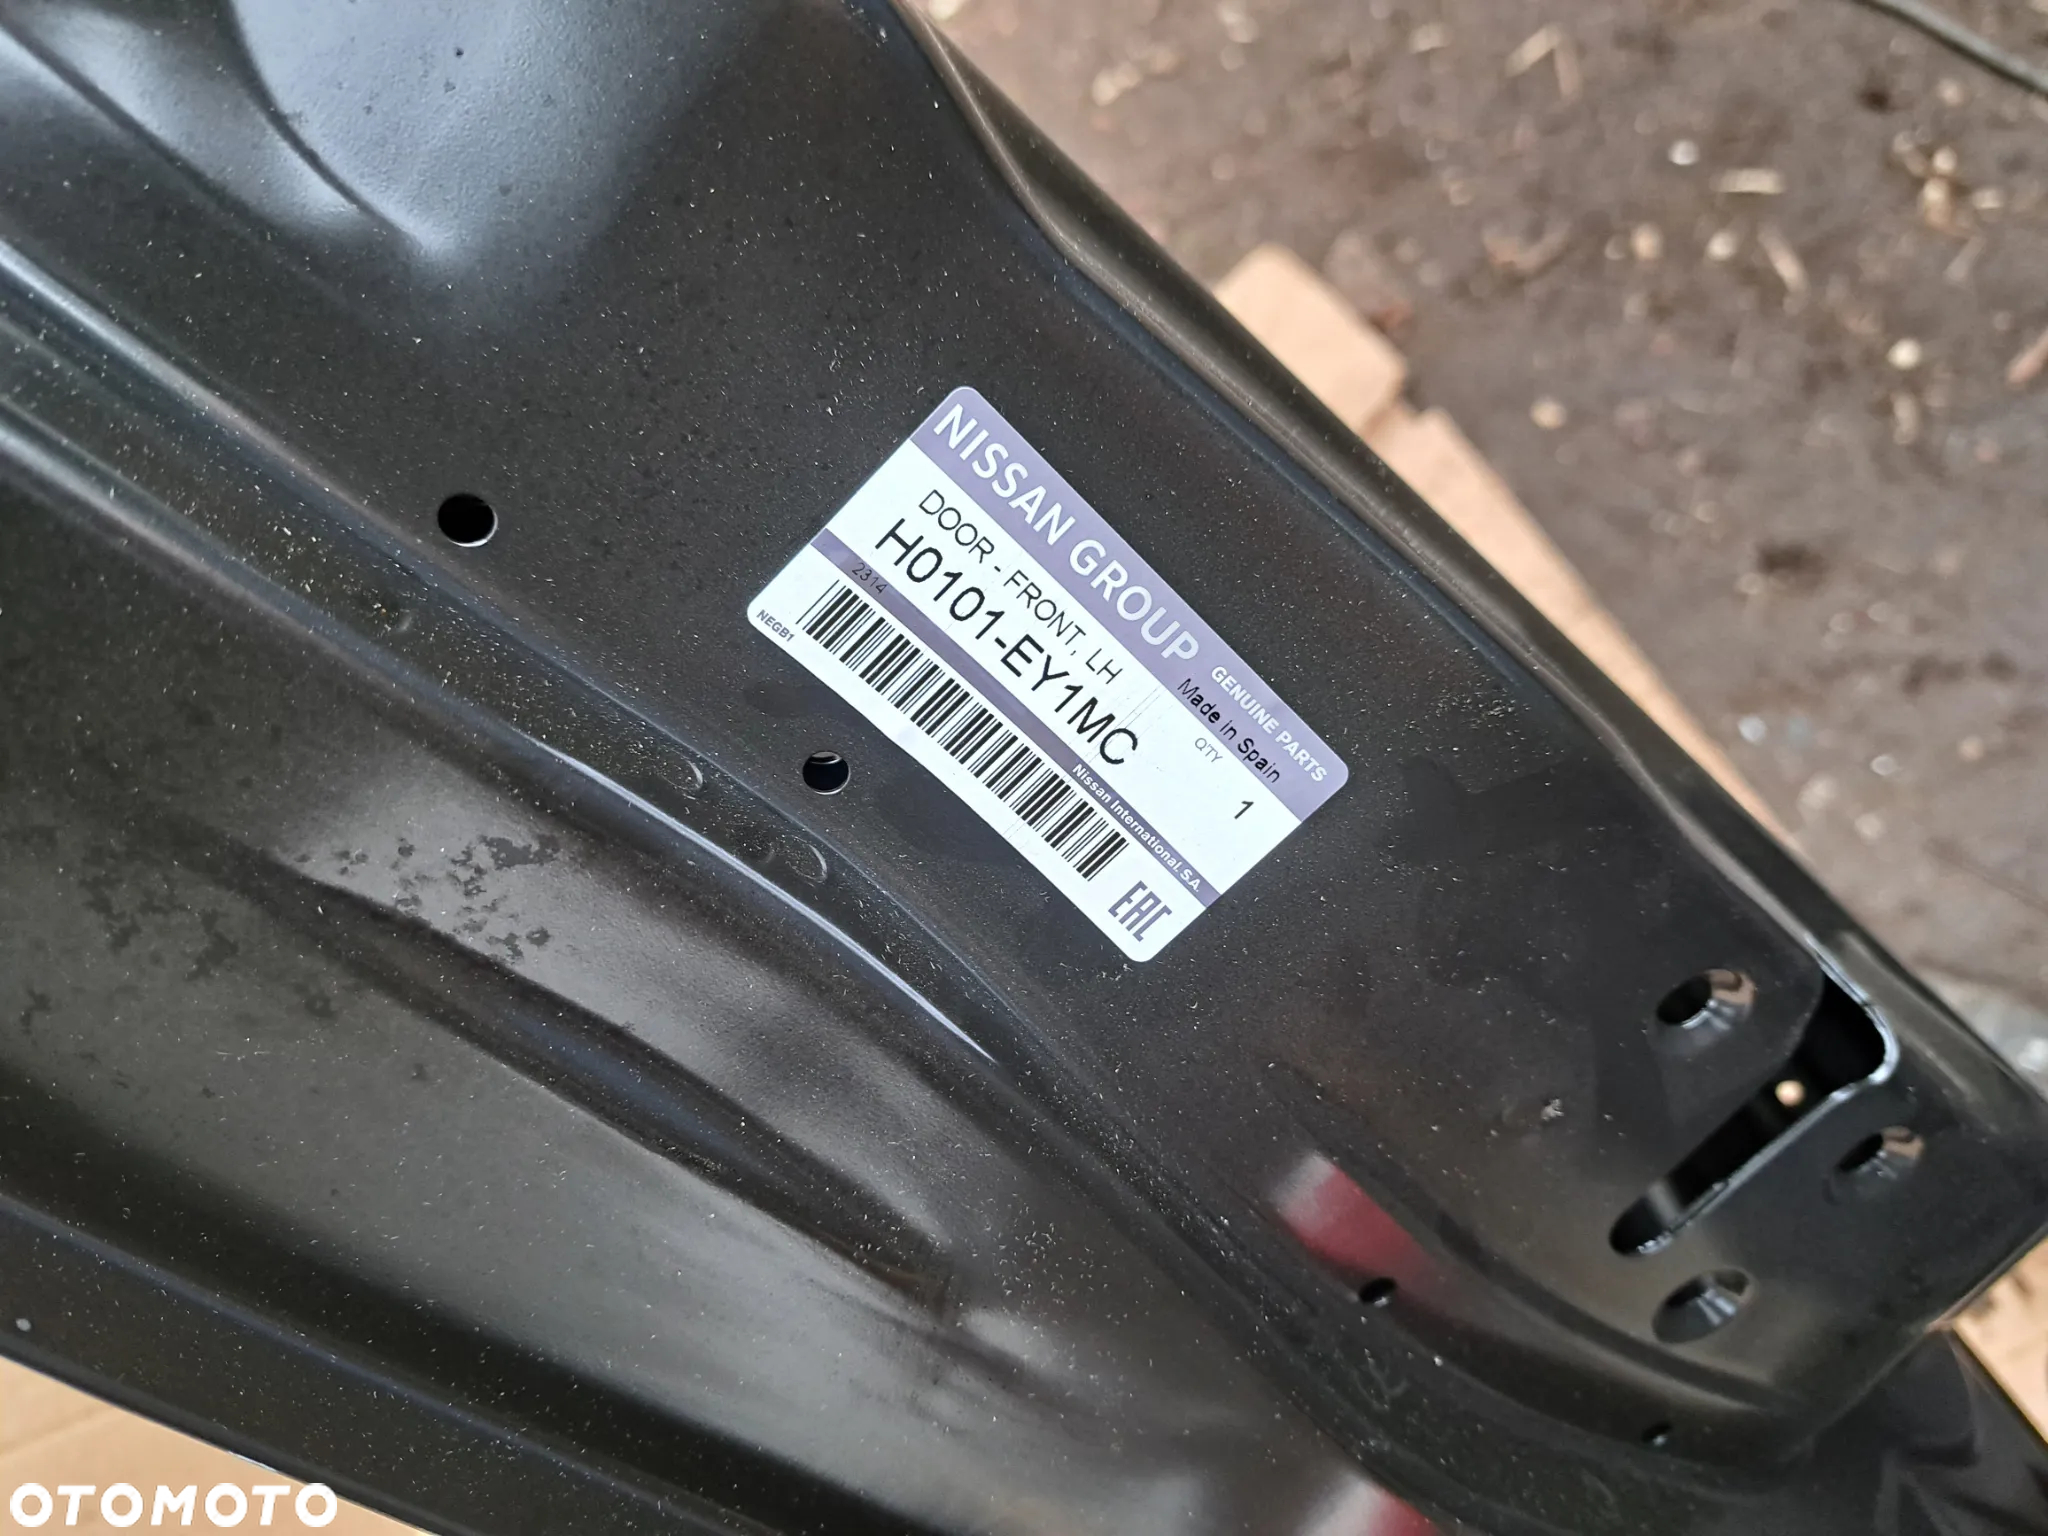 NISSAN GROUP
GENUINE PARTS
Made in Spain
DOOR - FRONT, LH
QTY
H0101-EY1MC
1
2314
Nissan International. S.A.
NEGB1
EAC
OTOMOTO